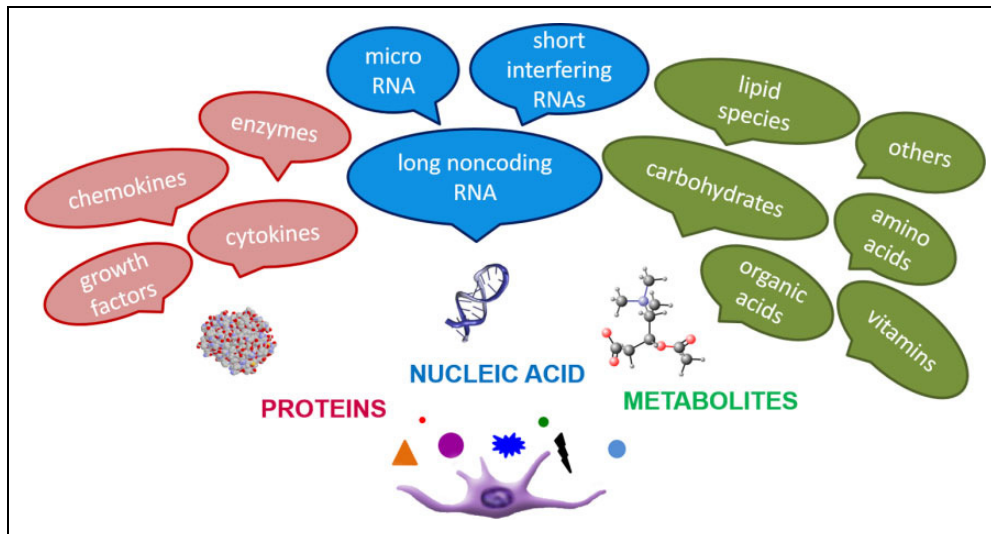 micro
RNA
short
interfering
RNAs
lipid
species
others
enzymes
chemokines
long noncoding
RNA
carbohydrates
cytokines
growth
factors
amino
acids
organic
acids
vitamins
NUCLEIC ACID
PROTEINS
METABOLITES